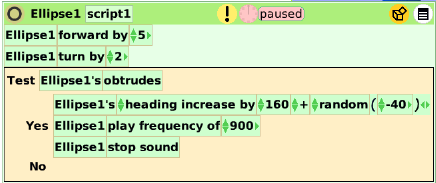 Ellipse1 script1 ! paused
Ellipse1 forward by 5
Ellipse1 turn by 2
Test Ellipse1's obtrudes
Ellipse1's heading increase by 160 + random (-40)
Yes Ellipse1 play frequency of 900
Ellipse1 stop sound
No